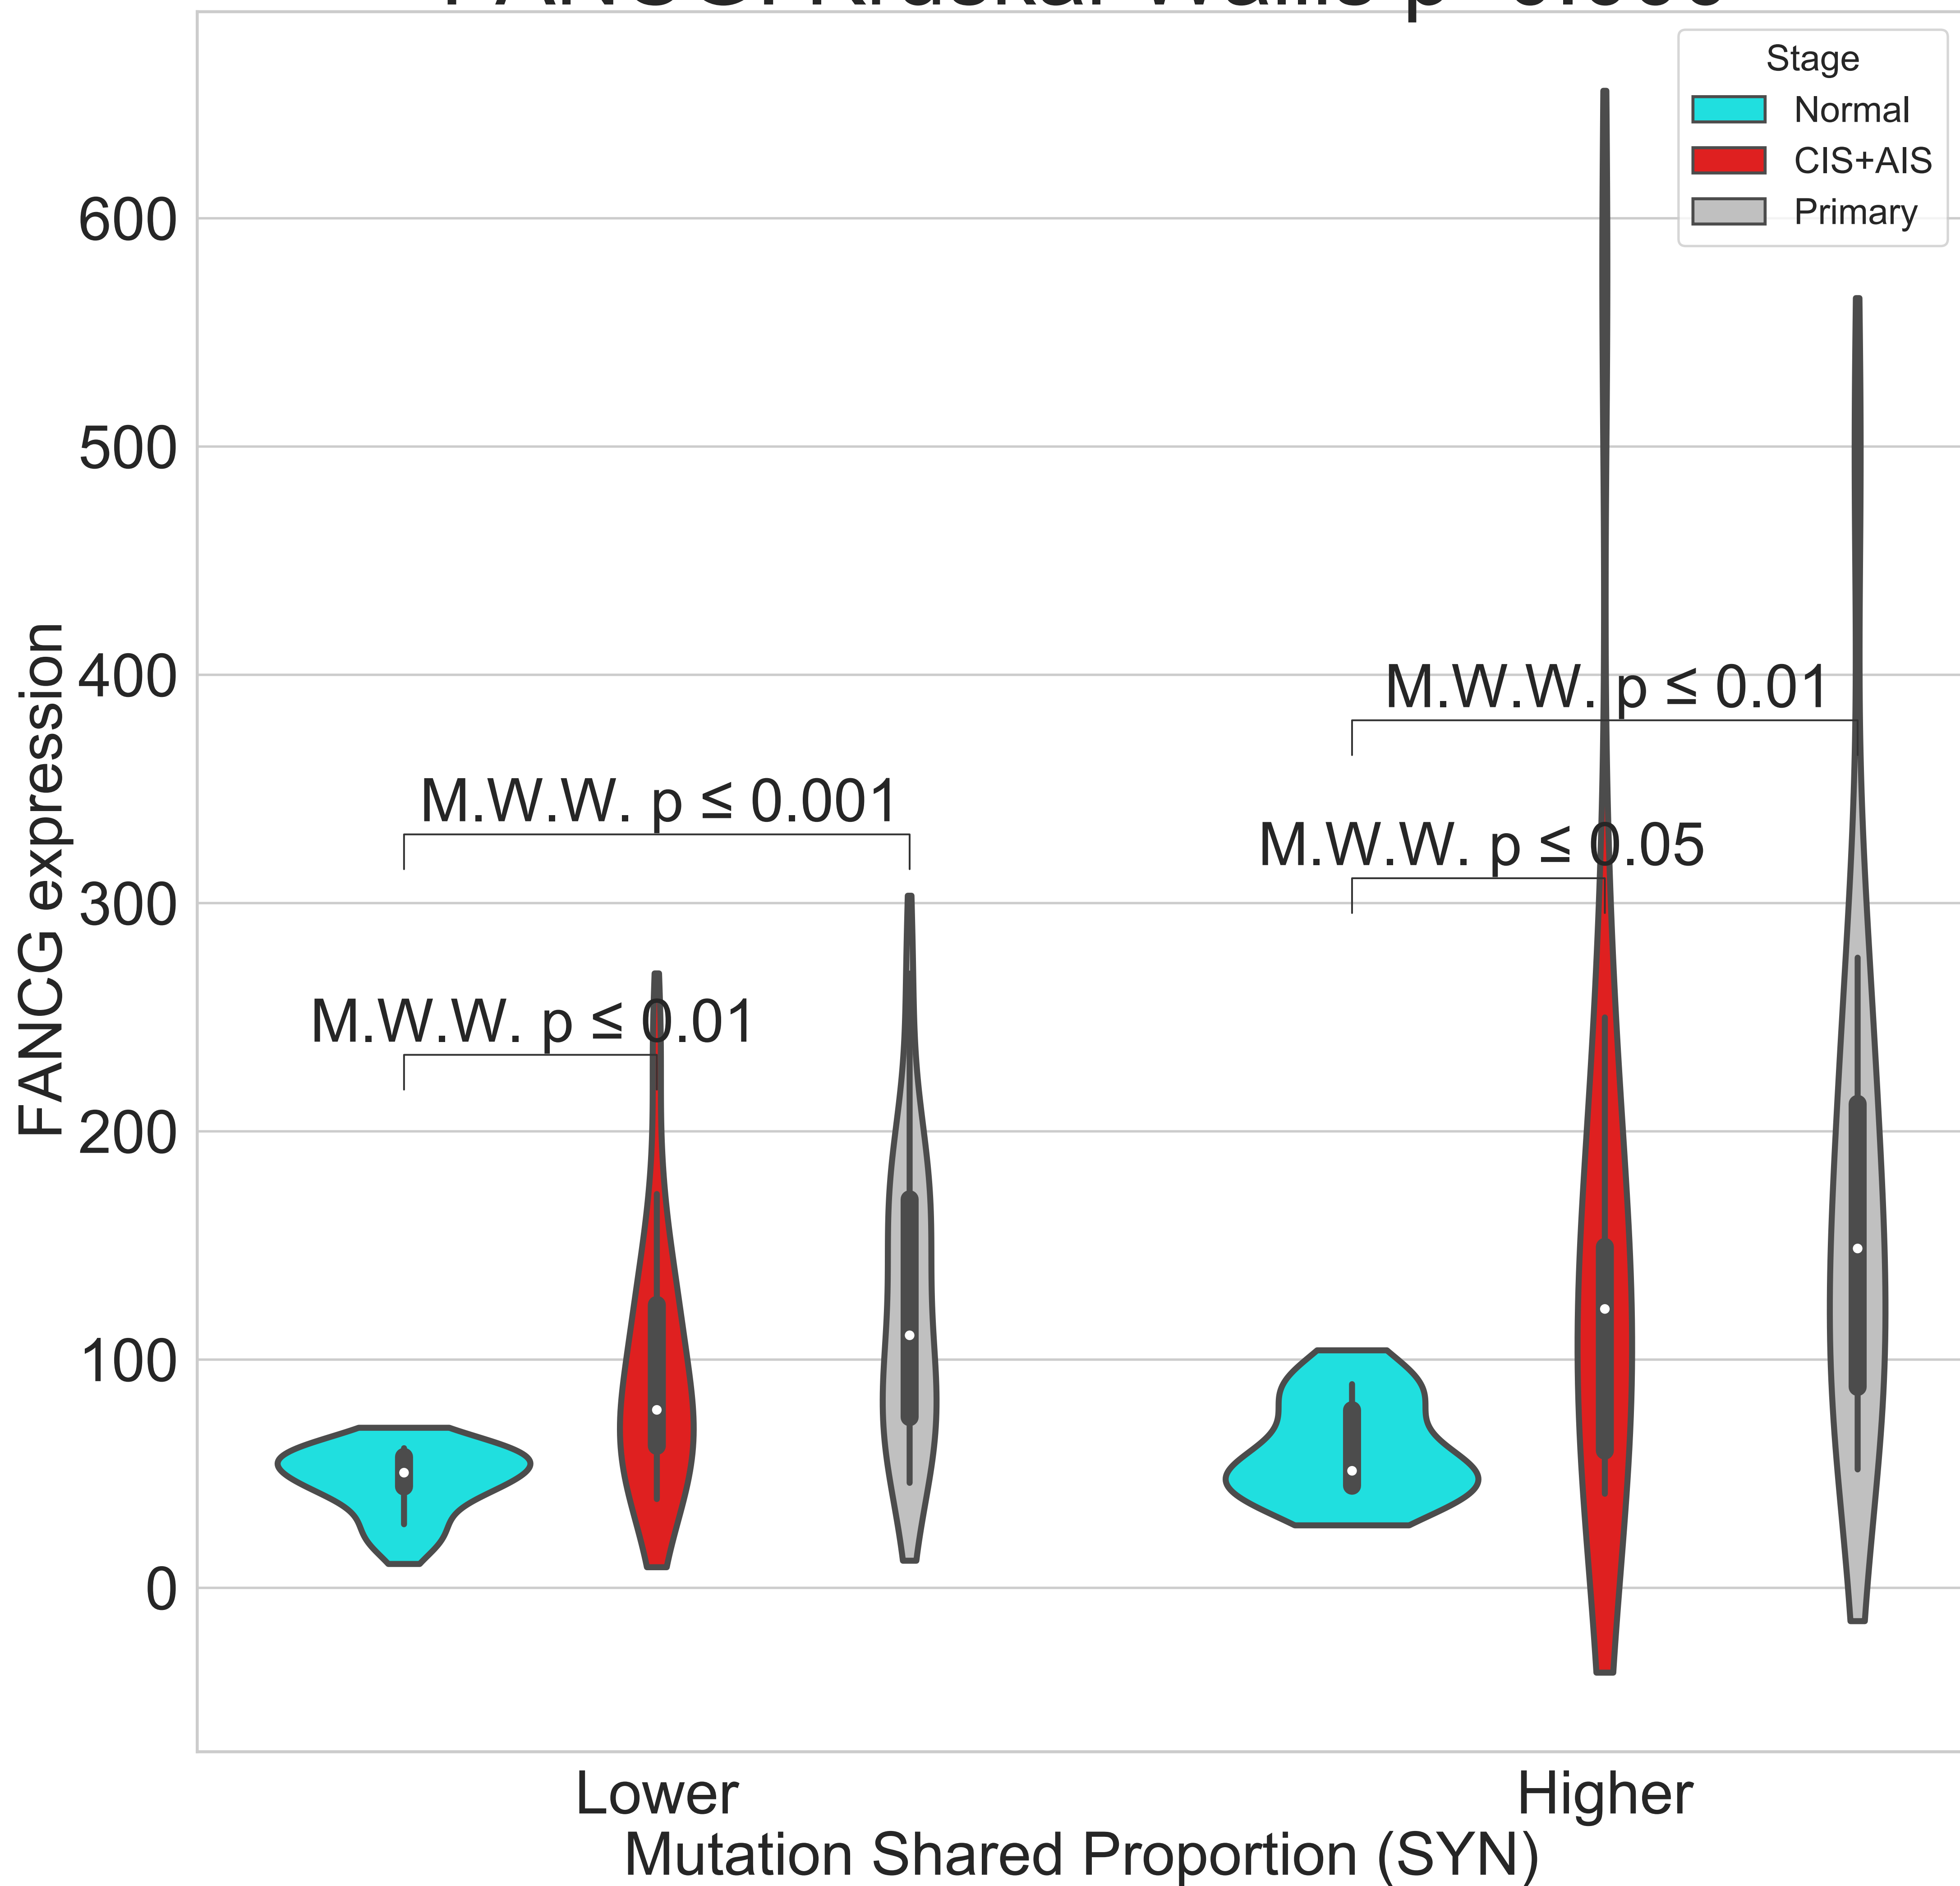 Stage
Normal
CIS+AIS
Primary
600
500
400
300
200
100
0
FANCG expression
M.W.W. p ≤ 0.01
M.W.W. p ≤ 0.001
M.W.W. p ≤ 0.05
M.W.W. p ≤ 0.01
Lower
Higher
Mutation Shared Proportion (SYN)